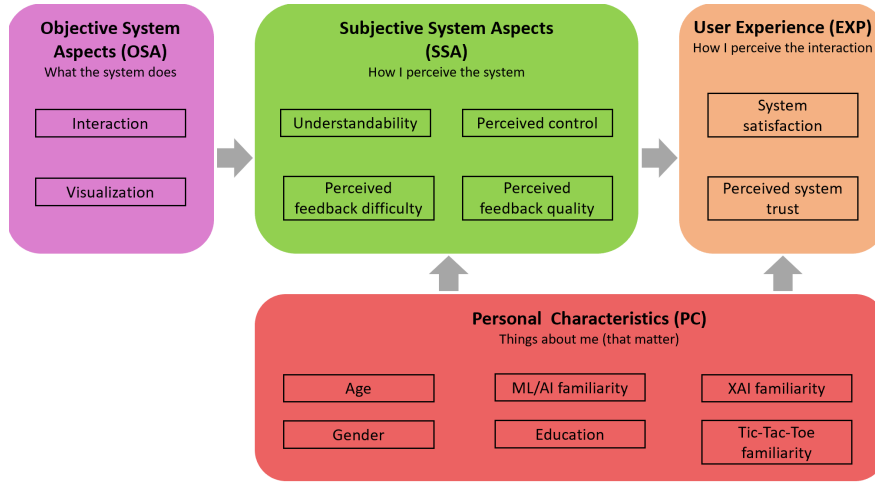 Objective System
Aspects (OSA)
What the system does
Interaction
Visualization
Subjective System Aspects
(SSA)
How I perceive the system
Understandability
Perceived control
Perceived
feedback difficulty
Perceived
feedback quality
User Experience (EXP)
How I perceive the interaction
System
satisfaction
Perceived system
trust
Personal Characteristics (PC)
Things about me (that matter)
Age
ML/AI familiarity
XAI familiarity
Gender
Education
Tic-Tac-Toe
familiarity